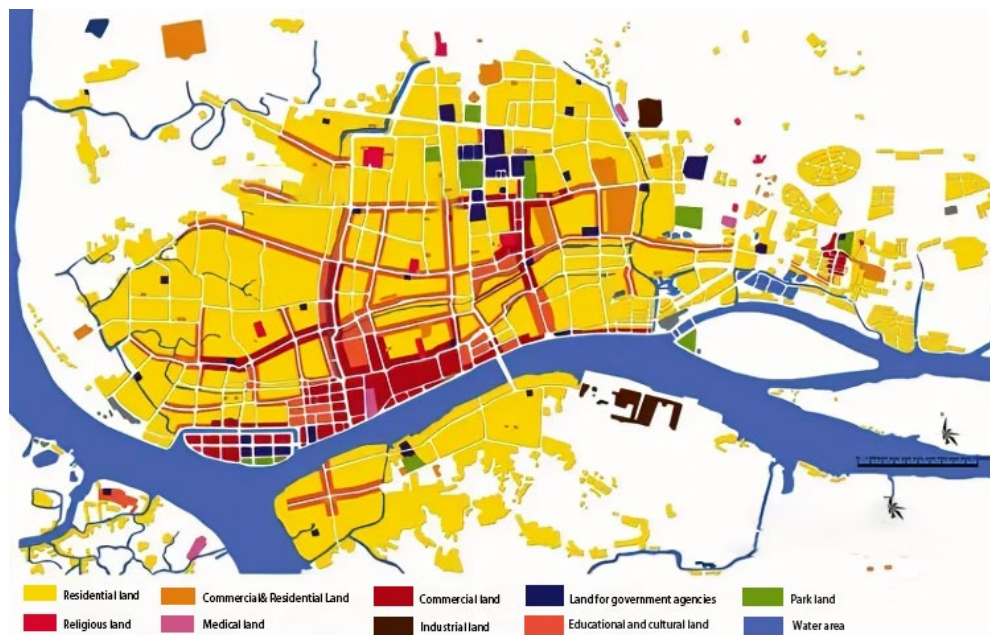 Residential land
Commercial& Residential Land
Commercial land
Land for government agencies
Park land
Religious land
Medical land
Industrial land
Educational and cultural land
Water area